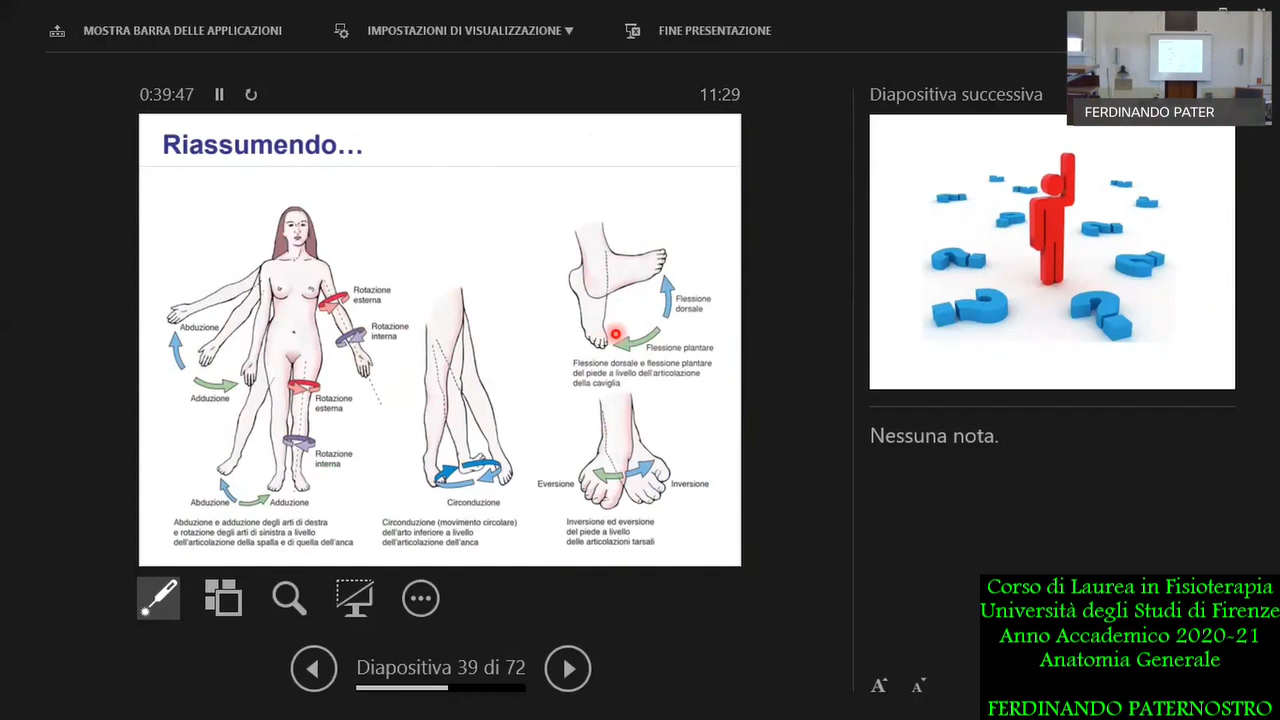 MOSTRA BARRA DELLE APPLICAZIONI
IMPOSTAZIONI DI VISUALIZZAZIONE
FINE PRESENTAZIONE
FERDINANDO PATER
0:39:47
11:29
Diapositiva successiva
Riassumendo...
Rotazione
esterna
Abduzione
Rotazione
interna
Adduzione
Rotazione
esterna
Rotazione
interna
Abduzione
Adduzione
Abduzione e adduzione degli arti di destra
e rotazione degli arti di sinistra a livello
dell'articolazione della spalla e di quella dell'anca
Circonduzione
Circonduzione (movimento circolare)
dell'arto inferiore a livello
dell'articolazione dell'anca
Flessione
dorsale
Flessione plantare
Flessione dorsale e flessione plantare
del piede a livello dell'articolazione
della caviglia
Eversione
Inversione
Inversione ed eversione
del piede a livello
delle articolazioni tarsali
Nessuna nota.
Diapositiva 39 di 72
A A
Corso di Laurea in Fisioterapia
Università degli Studi di Firenze
Anno Accademico 2020-21
Anatomia Generale
FERDINANDO PATERNOSTRO